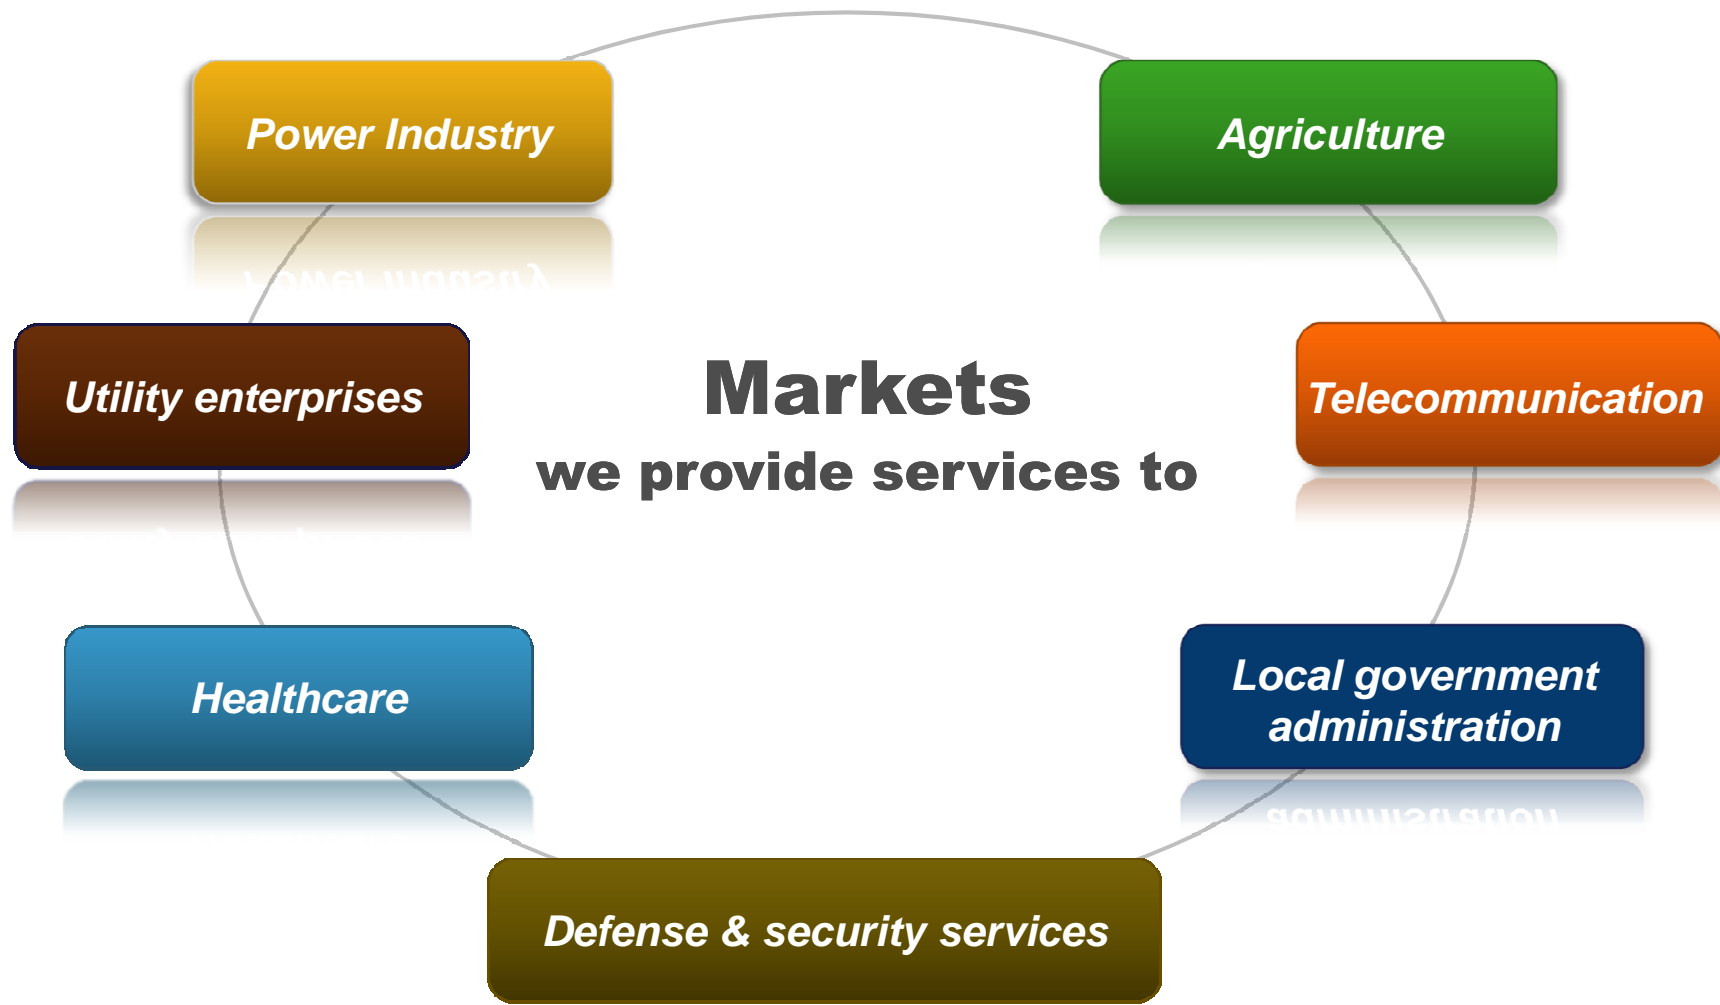 Power Industry
Agriculture
Markets
we provide services to
Utility enterprises
Telecommunication
Healthcare
Local government
administration
Defense & security services